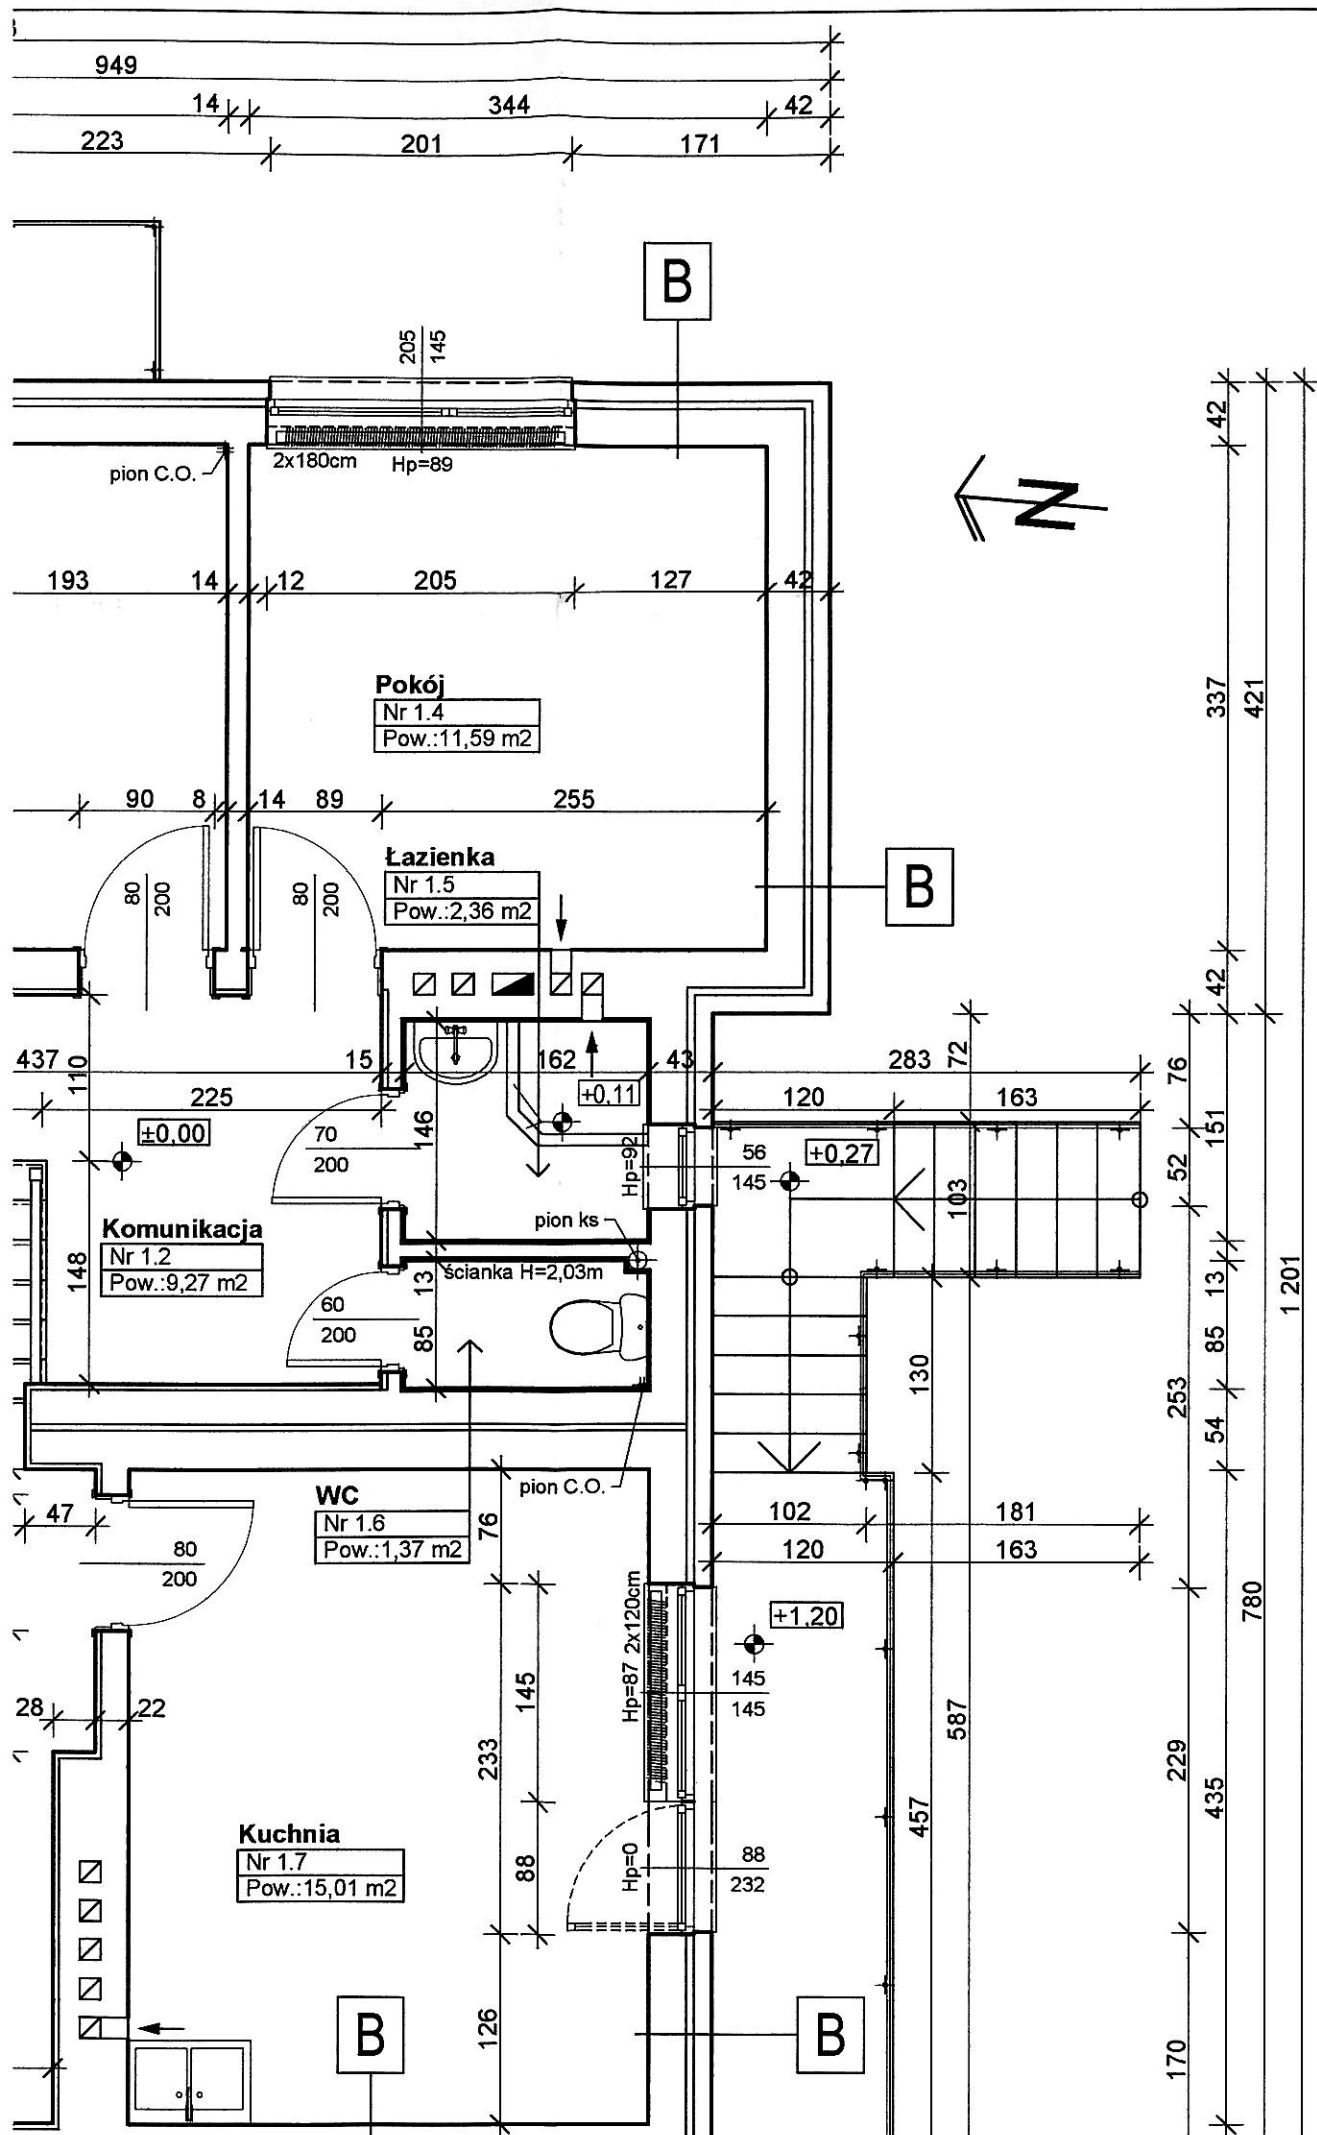 949
14 344 42
223 201 171
B
205
145
2x180cm Hp=89
pion C.O.
N
42
193 14 12 205 127 42
Pokój
Nr 1.4
Pow.:11,59 m2
337 421
90 8 14 89 255
Łazienka
Nr 1.5
Pow.:2,36 m2
B
80
200
80
200
42
437 110 15 162 43 283 72 76
225 +0,11 120 163
±0,00 146 151
70
200
Hp=92
56
145
+0,27
52
103
Komunikacja
Nr 1.2
Pow.:9,27 m2
pion ks
148 13 13 1 201
ścianka H=2,03m
60
200
85 130 85
253
54
WC
Nr 1.6
Pow.:1,37 m2
pion C.O.
47 76 102 181
120 163
80
200
780
Hp=87 2x120cm
+1,20
145
145
145
28 22 587
233 229
457 435
Kuchnia
Nr 1.7
Pow.:15,01 m2
88
Hp=0
88
232
126 170
B B